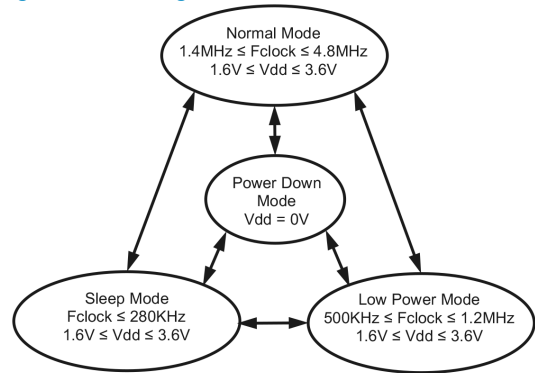 Normal Mode
1.4MHz ≤ Fclock ≤ 4.8MHz
1.6V ≤ Vdd ≤ 3.6V
Power Down
Mode
Vdd = 0V
Sleep Mode
Fclock ≤ 280KHz
1.6V ≤ Vdd ≤ 3.6V
Low Power Mode
500KHz ≤ Fclock ≤ 1.2MHz
1.6V ≤ Vdd ≤ 3.6V